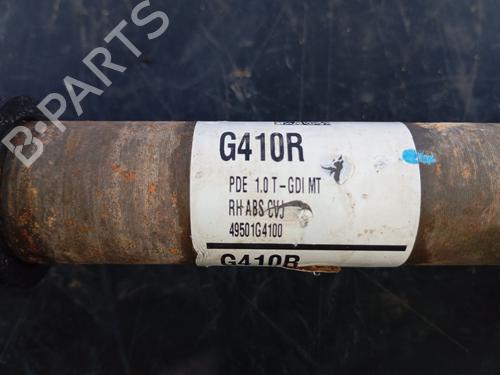 B-PARTS
G410R
PDE 1.0 T-GDI MT
RH ABS CVJ
49501G4100
G410R